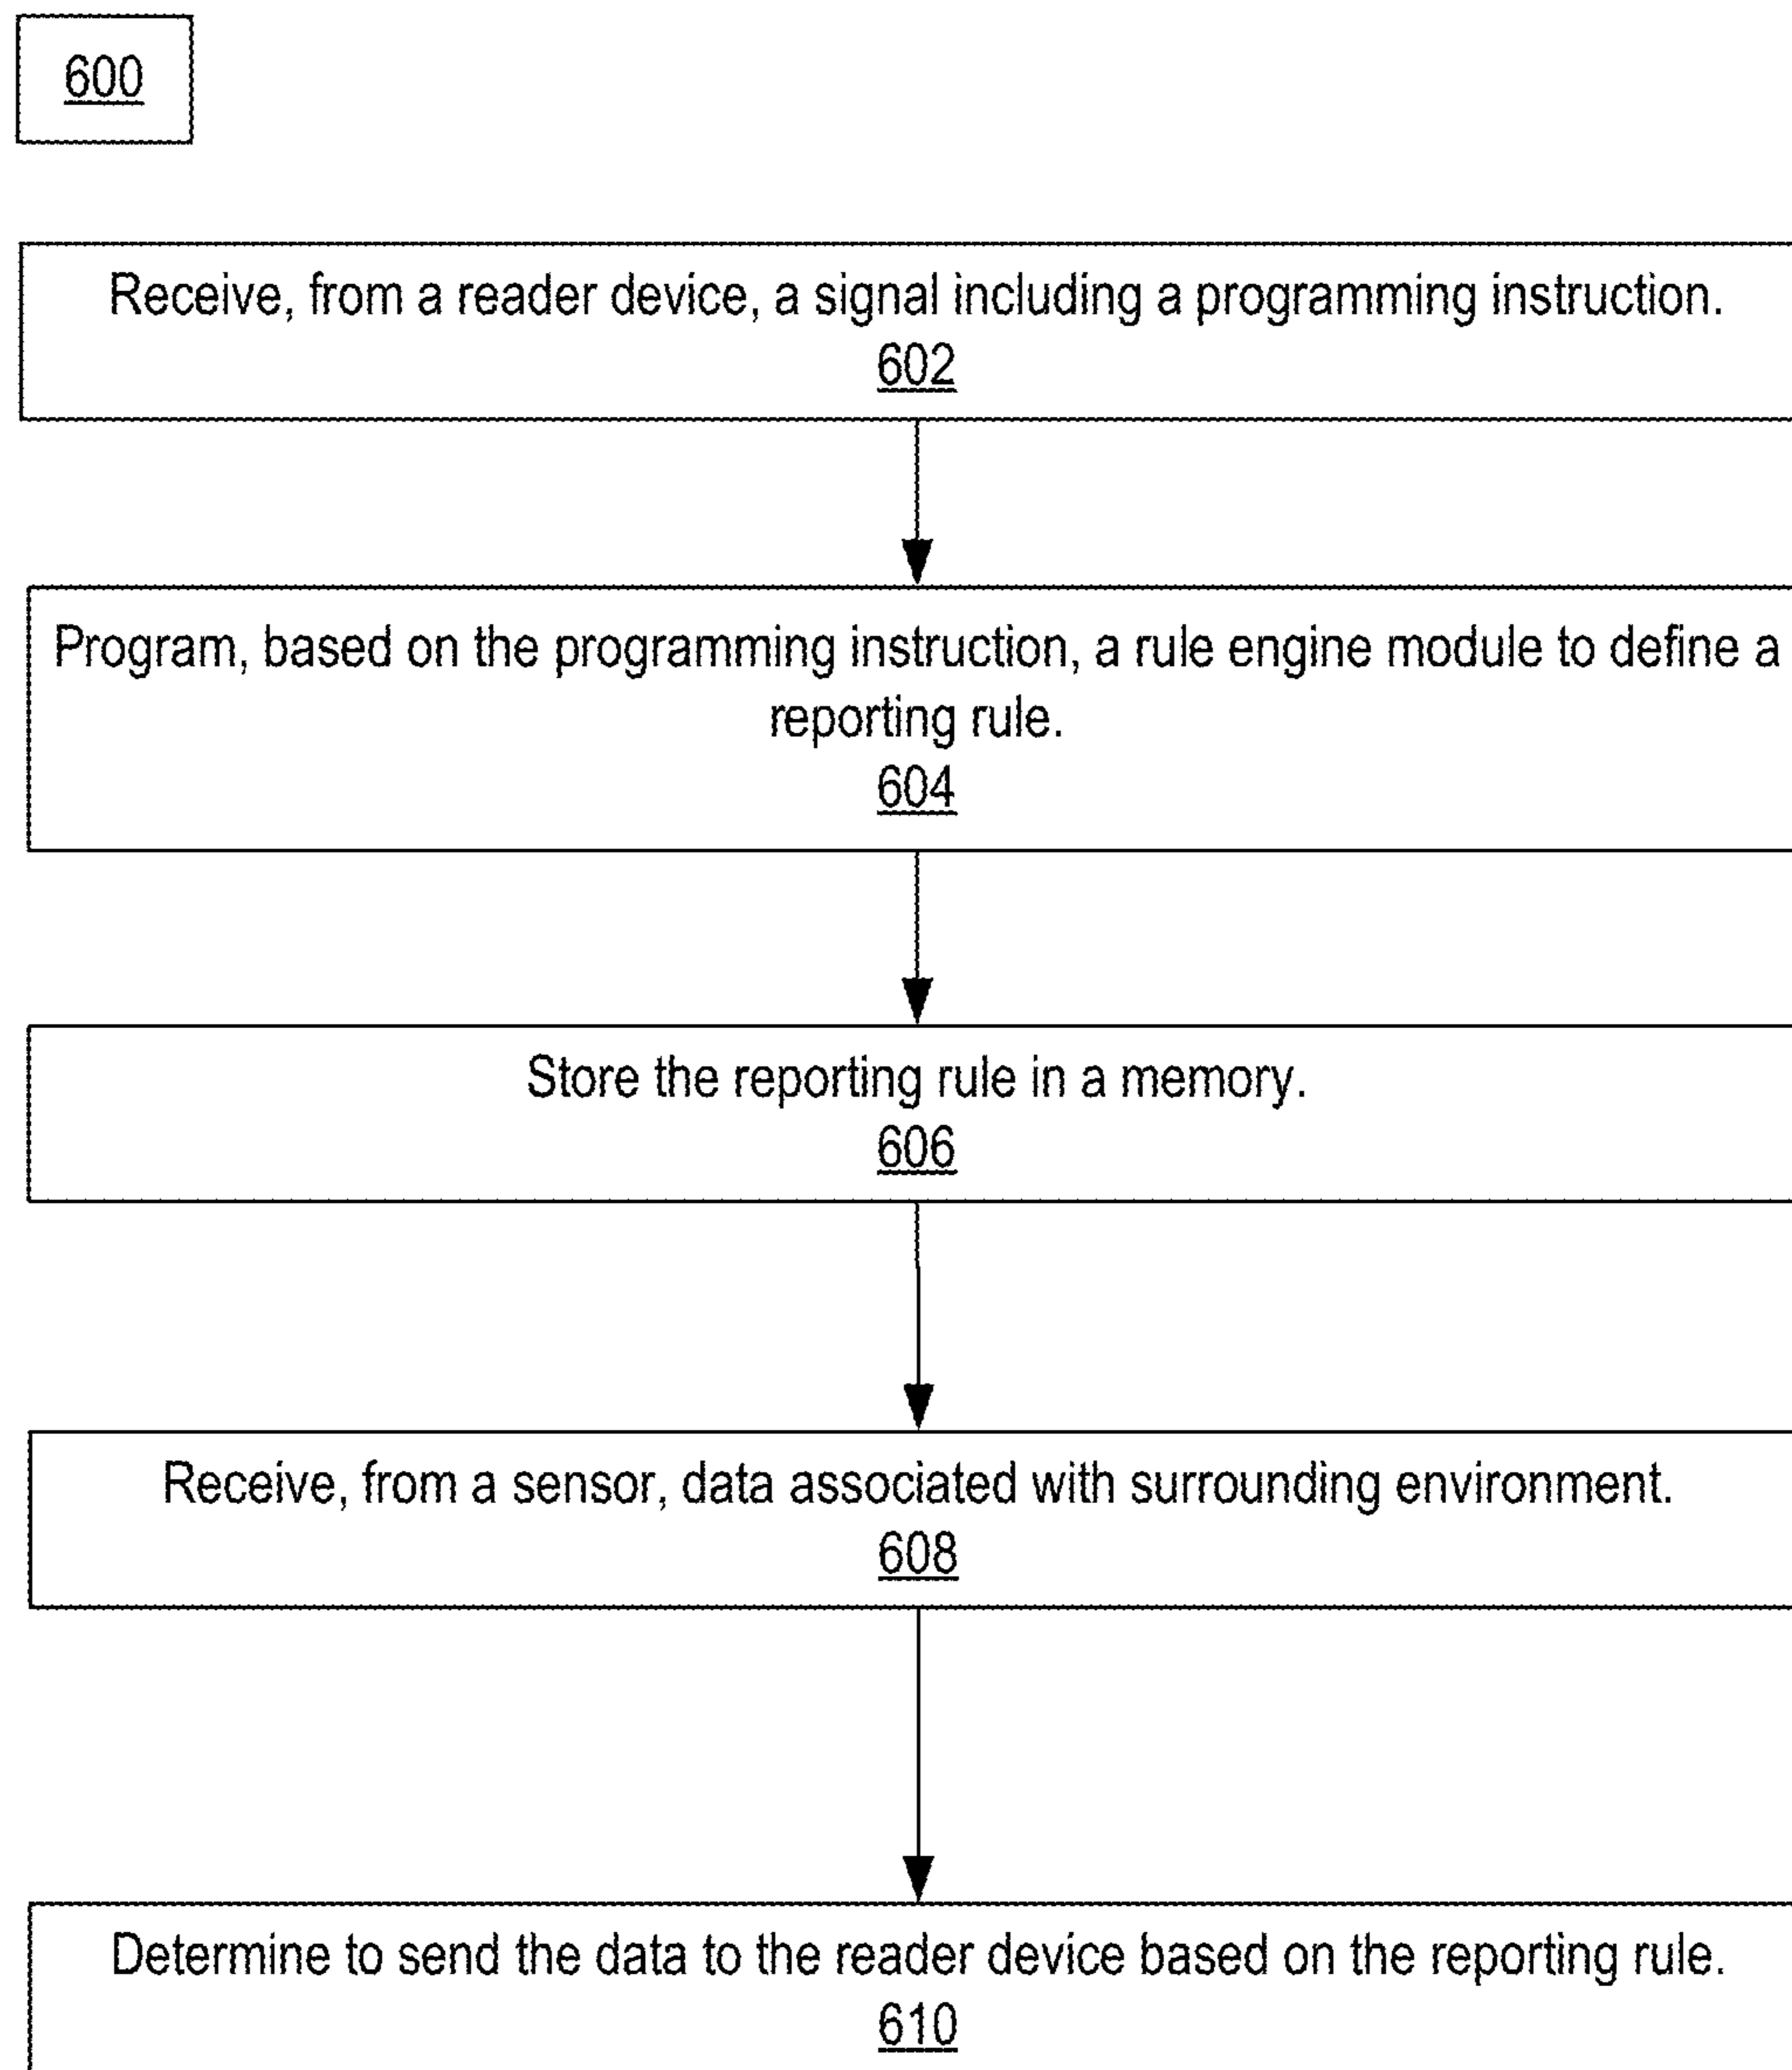 600
Receive, from a reader device, a signal including a programming instruction.
602
Program, based on the programming instruction, a rule engine module to define a
reporting rule.
604
Store the reporting rule in a memory.
606
Receive, from a sensor, data associated with surrounding environment.
608
Determine to send the data to the reader device based on the reporting rule.
610